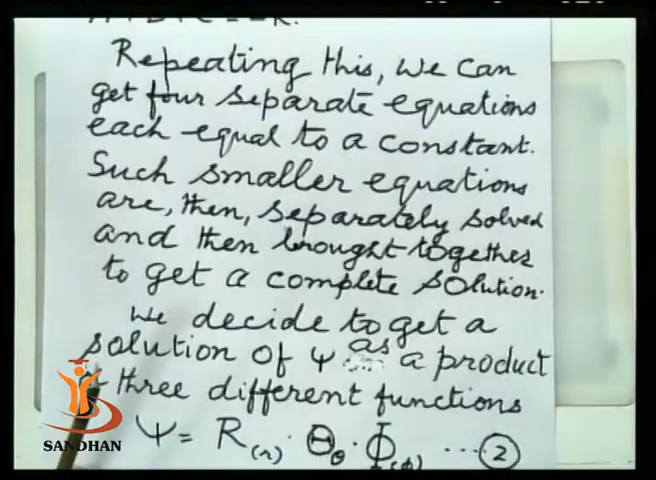 Repeating this, we can
get four separate equations
each equal to a constant.
Such smaller equations
are, then, separately solved
and then brought together
to get a complete solution.
We decide to get a
solution of ψ as a product
three different functions
ψ = R(r) · Θθ · Φ(φ) ... ②
SANDHAN